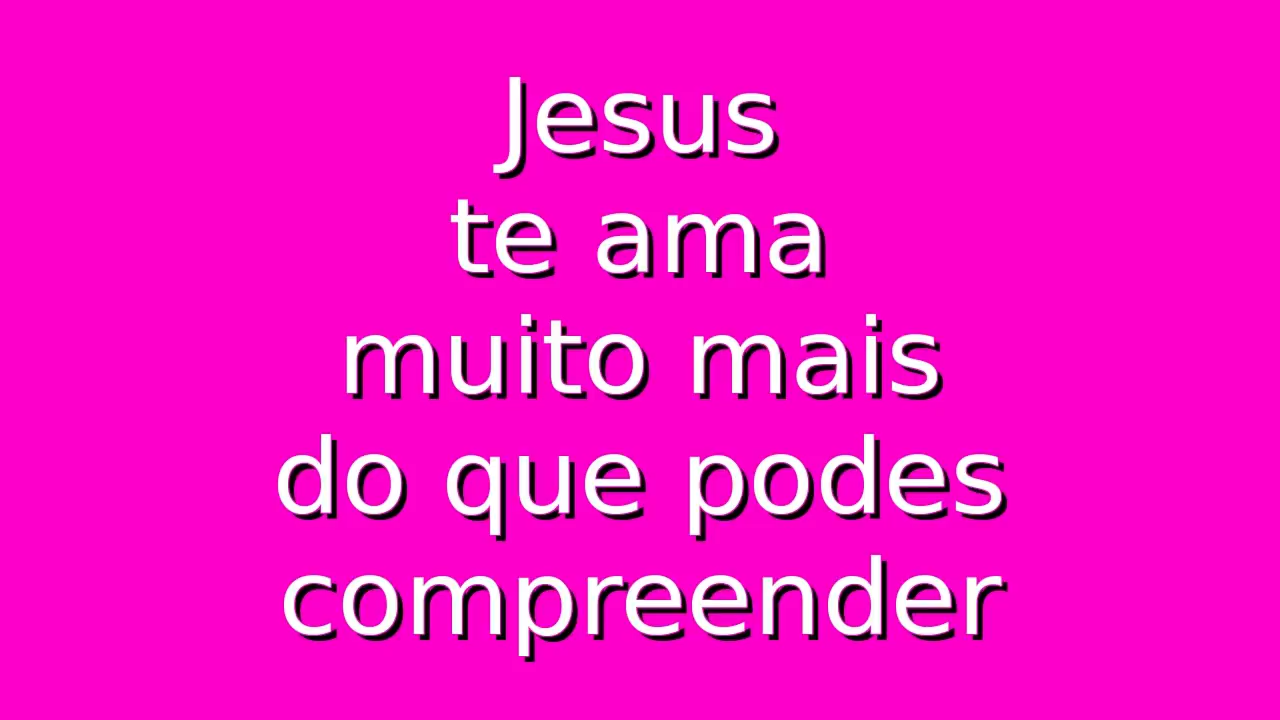 Jesus
te ama
muito mais
do que podes
compreender